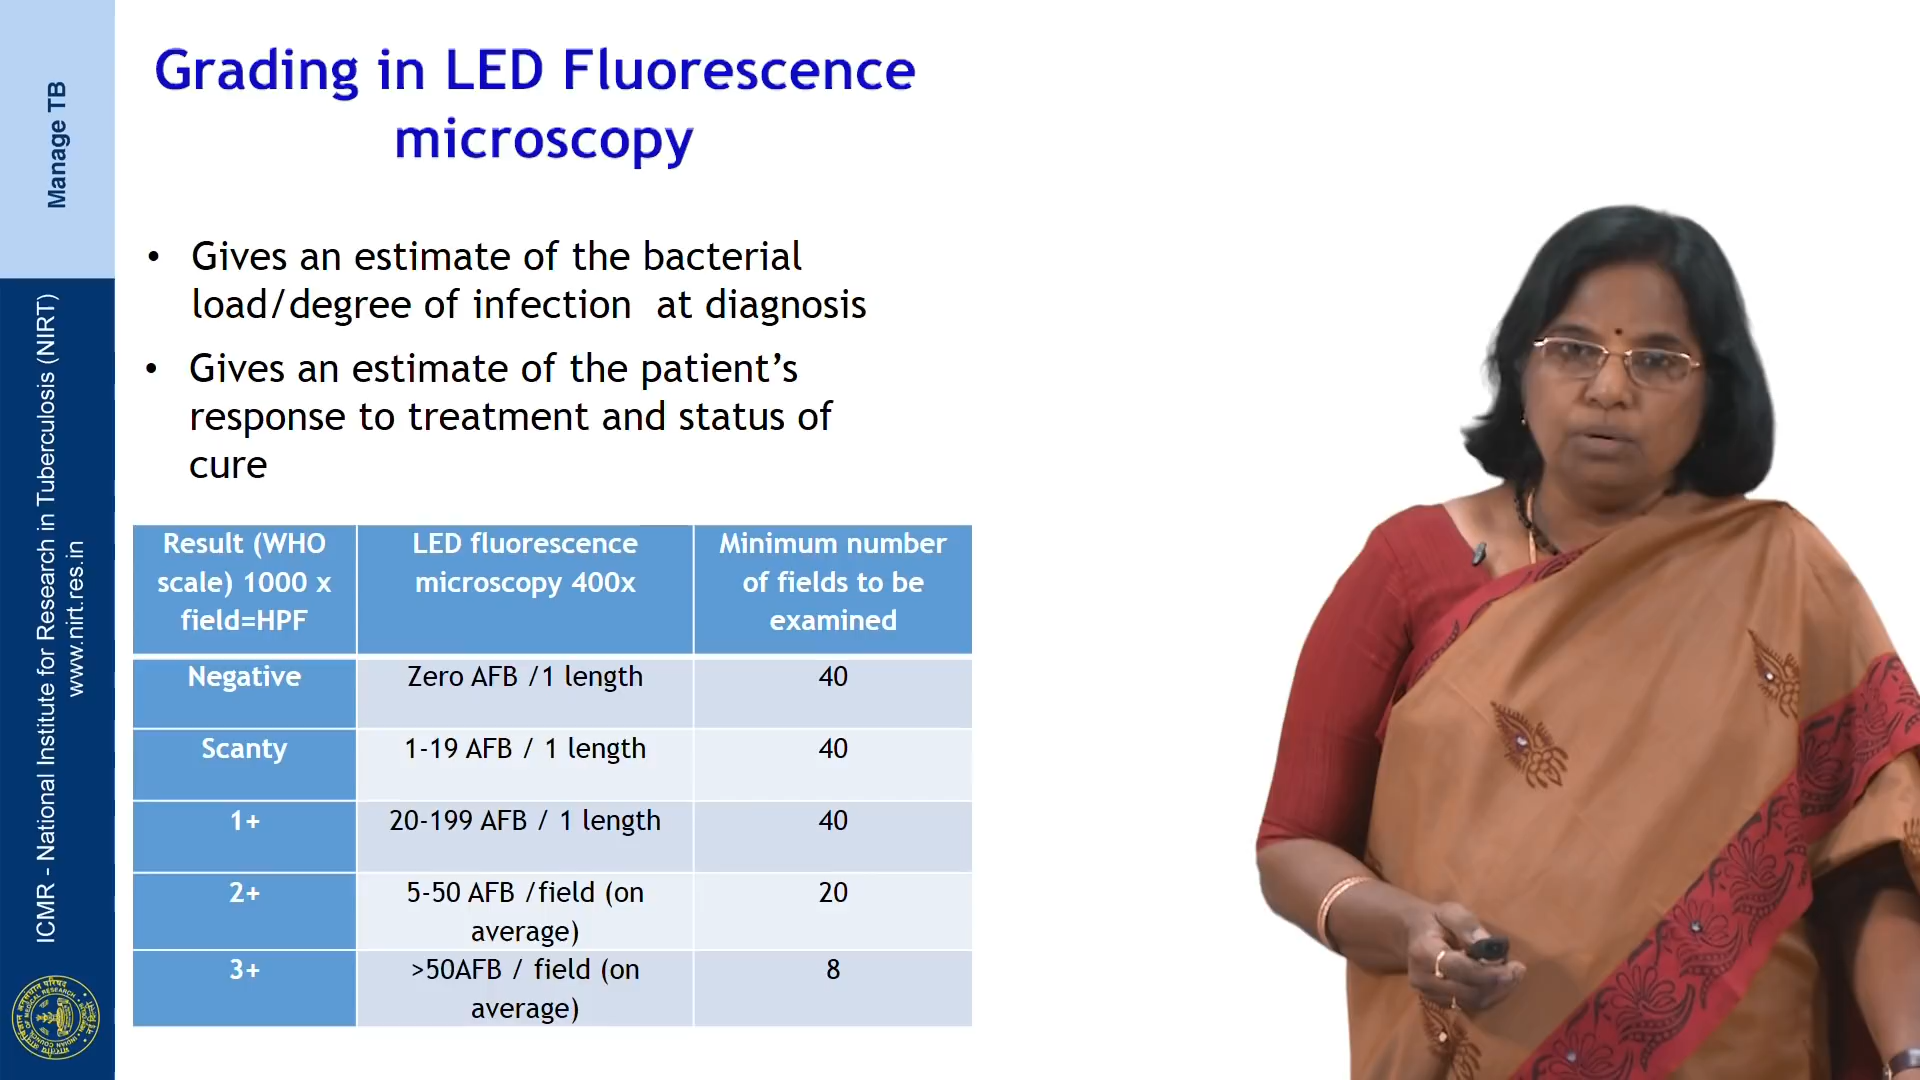 Manage TB
ICMR - National Institute for Research in Tuberculosis (NIRT)
www.nirt.res.in
Grading in LED Fluorescence
microscopy
• Gives an estimate of the bacterial
load/degree of infection at diagnosis
• Gives an estimate of the patient’s
response to treatment and status of
cure
Result (WHO
scale) 1000 x
field=HPF
LED fluorescence
microscopy 400x
Minimum number
of fields to be
examined
Negative
Zero AFB /1 length
40
Scanty
1-19 AFB / 1 length
40
1+
20-199 AFB / 1 length
40
2+
5-50 AFB /field (on
average)
20
3+
>50AFB / field (on
average)
8